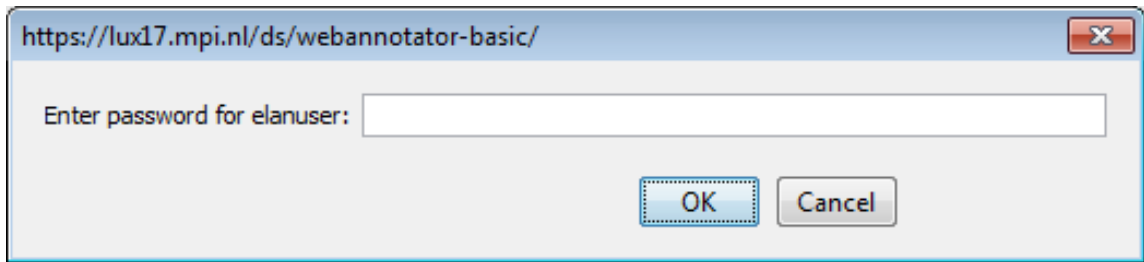 https://lux17.mpi.nl/ds/webannotator-basic/
Enter password for elanuser:
OK Cancel